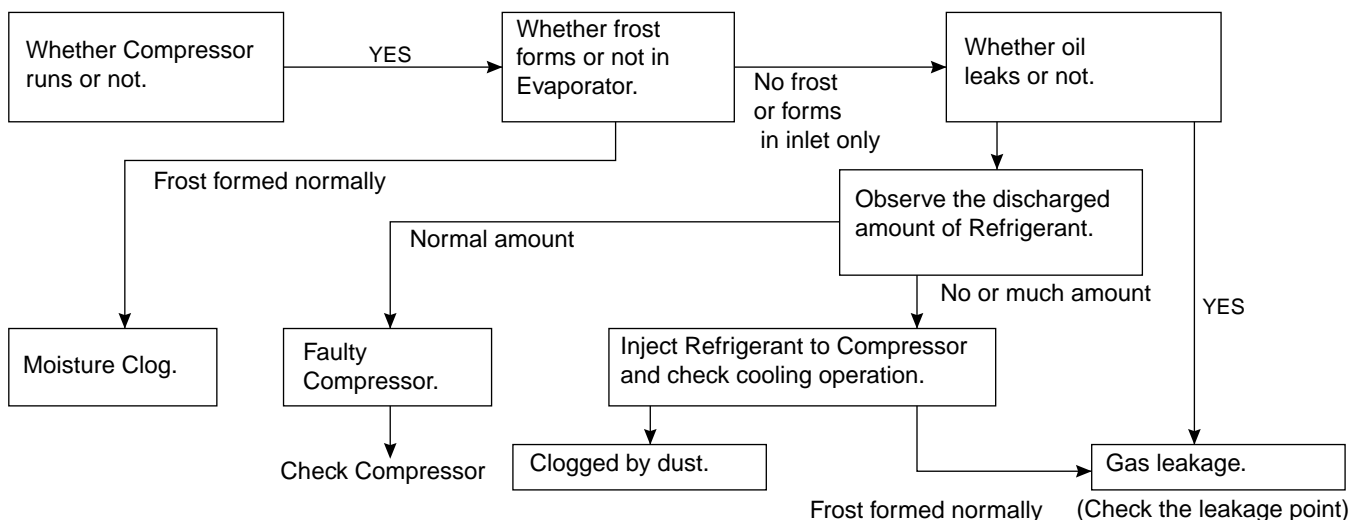 Whether Compressor
runs or not.
YES
Whether frost
forms or not in
Evaporator.
No frost
or forms
in inlet only
Whether oil
leaks or not.
Frost formed normally
Observe the discharged
amount of Refrigerant.
Normal amount
No or much amount
YES
Moisture Clog.
Faulty
Compressor.
Inject Refrigerant to Compressor
and check cooling operation.
Check Compressor
Clogged by dust.
Gas leakage.
Frost formed normally
(Check the leakage point)